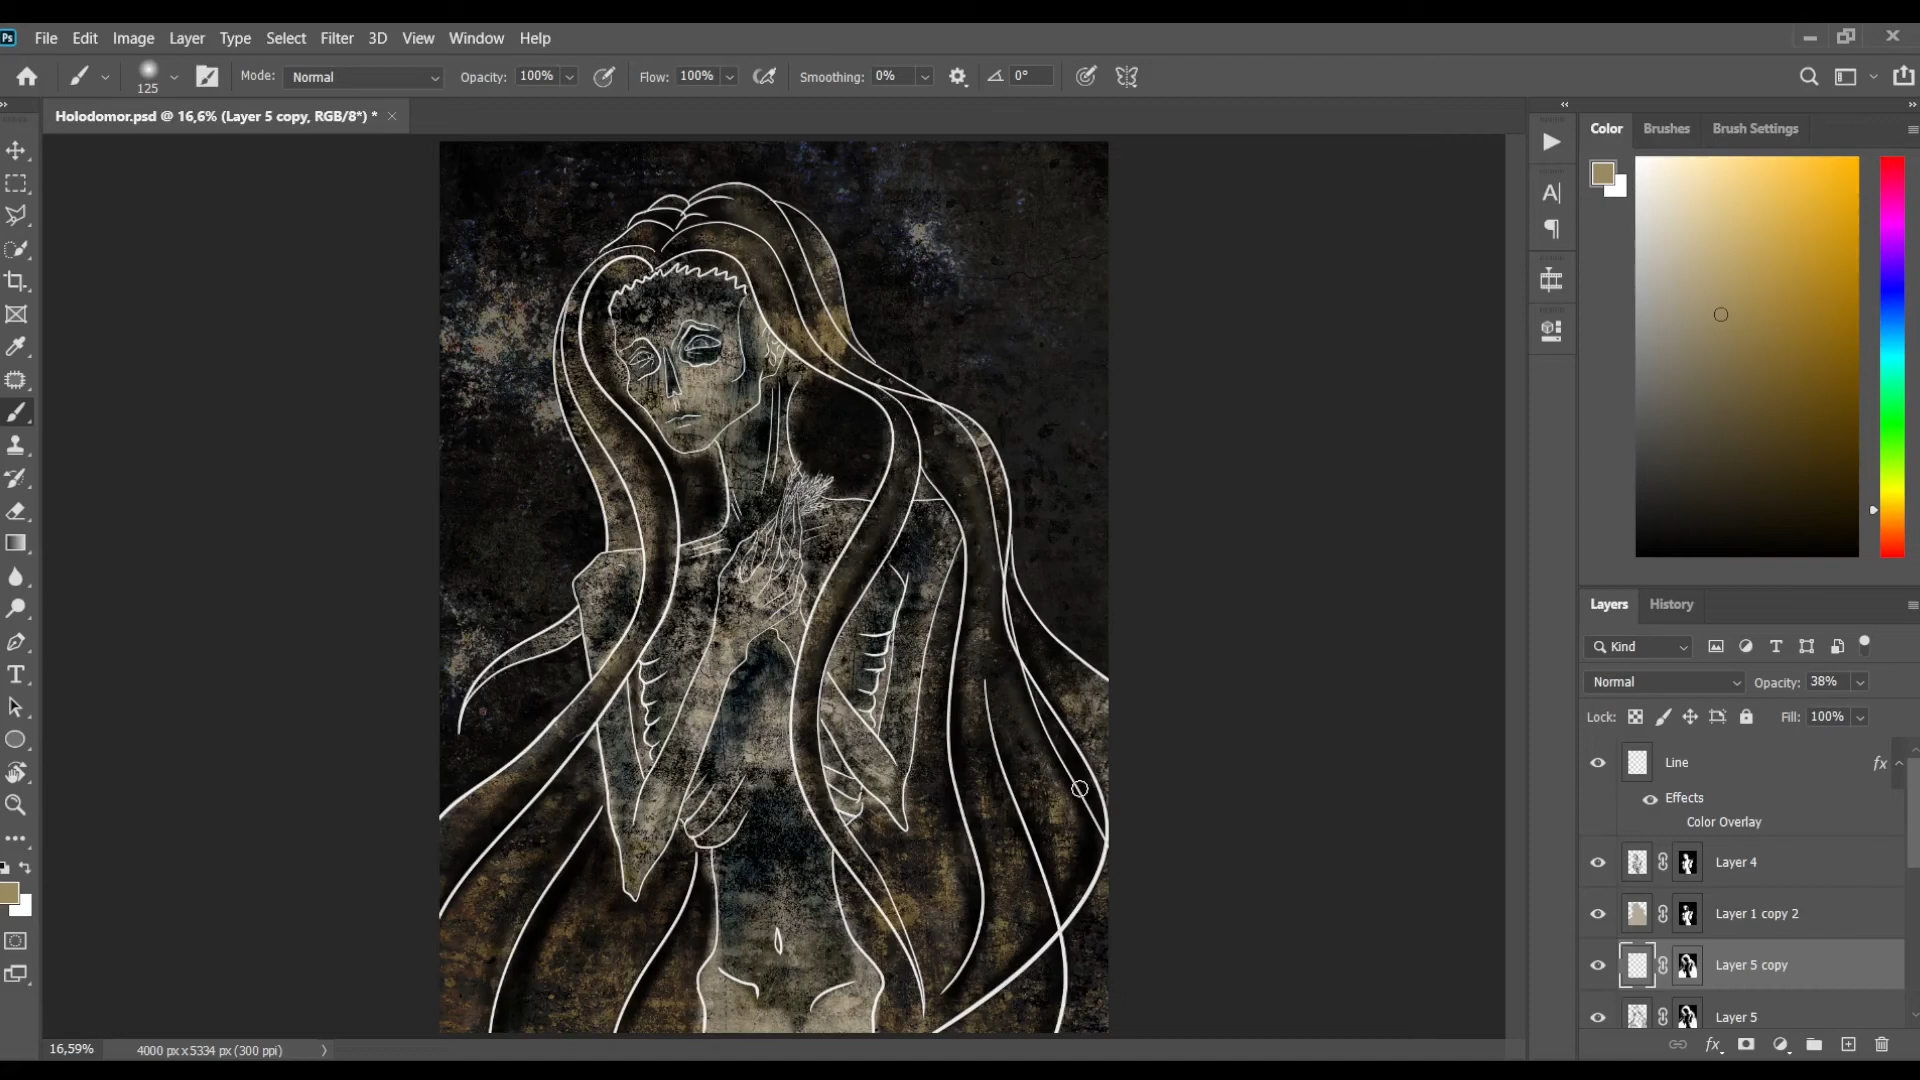 Ps File Edit Image Layer Type Select Filter 3D View Window Help
125 Mode: Normal Opacity: 100% Flow: 100% Smoothing: 0% 0°
Holodomor.psd @ 16,6% (Layer 5 copy, RGB/8*) *
Color Brushes Brush Settings
Layers History
Kind
Normal Opacity: 38%
Lock: Fill: 100%
Line fx
Effects
Color Overlay
Layer 4
Layer 1 copy 2
Layer 5 copy
Layer 5
fx
16,59% 4000 px x 5334 px (300 ppi)